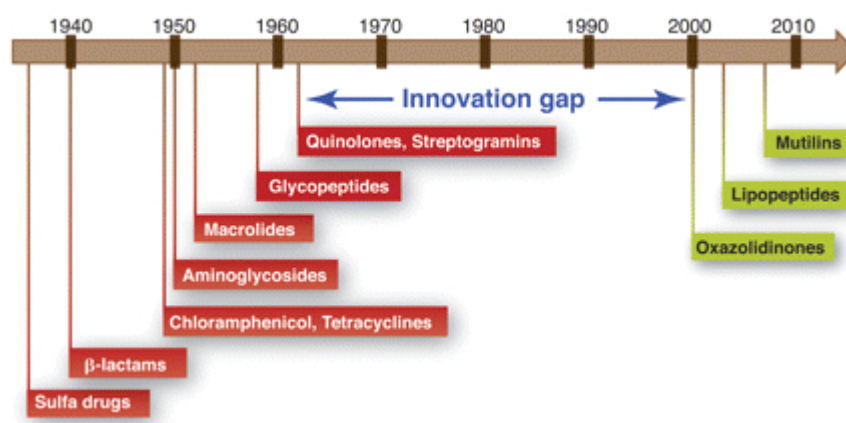 1940 1950 1960 1970 1980 1990 2000 2010
Innovation gap
Quinolones, Streptogramins
Mutilins
Glycopeptides
Lipopeptides
Macrolides
Oxazolidinones
Aminoglycosides
Chloramphenicol, Tetracyclines
β-lactams
Sulfa drugs